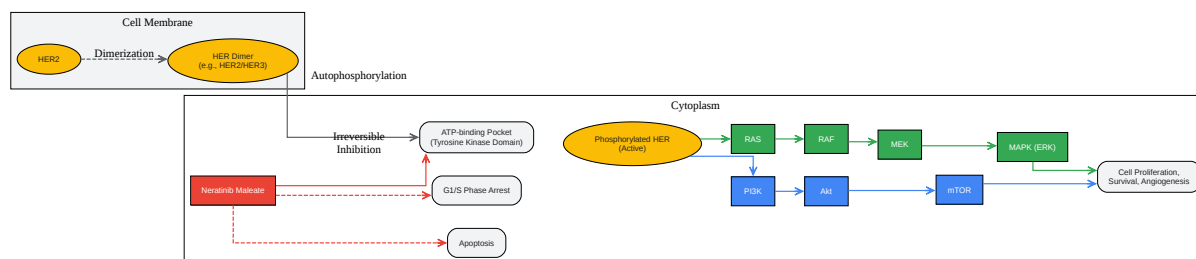 Cell Membrane
HER2
Dimerization
HER Dimer
(e.g., HER2/HER3)
Autophosphorylation
Cytoplasm
Irreversible
Inhibition
ATP-binding Pocket
(Tyrosine Kinase Domain)
Phosphorylated HER
(Active)
RAS
RAF
MEK
MAPK (ERK)
Cell Proliferation,
Survival, Angiogenesis
Neratinib Maleate
G1/S Phase Arrest
PI3K
Akt
mTOR
Apoptosis